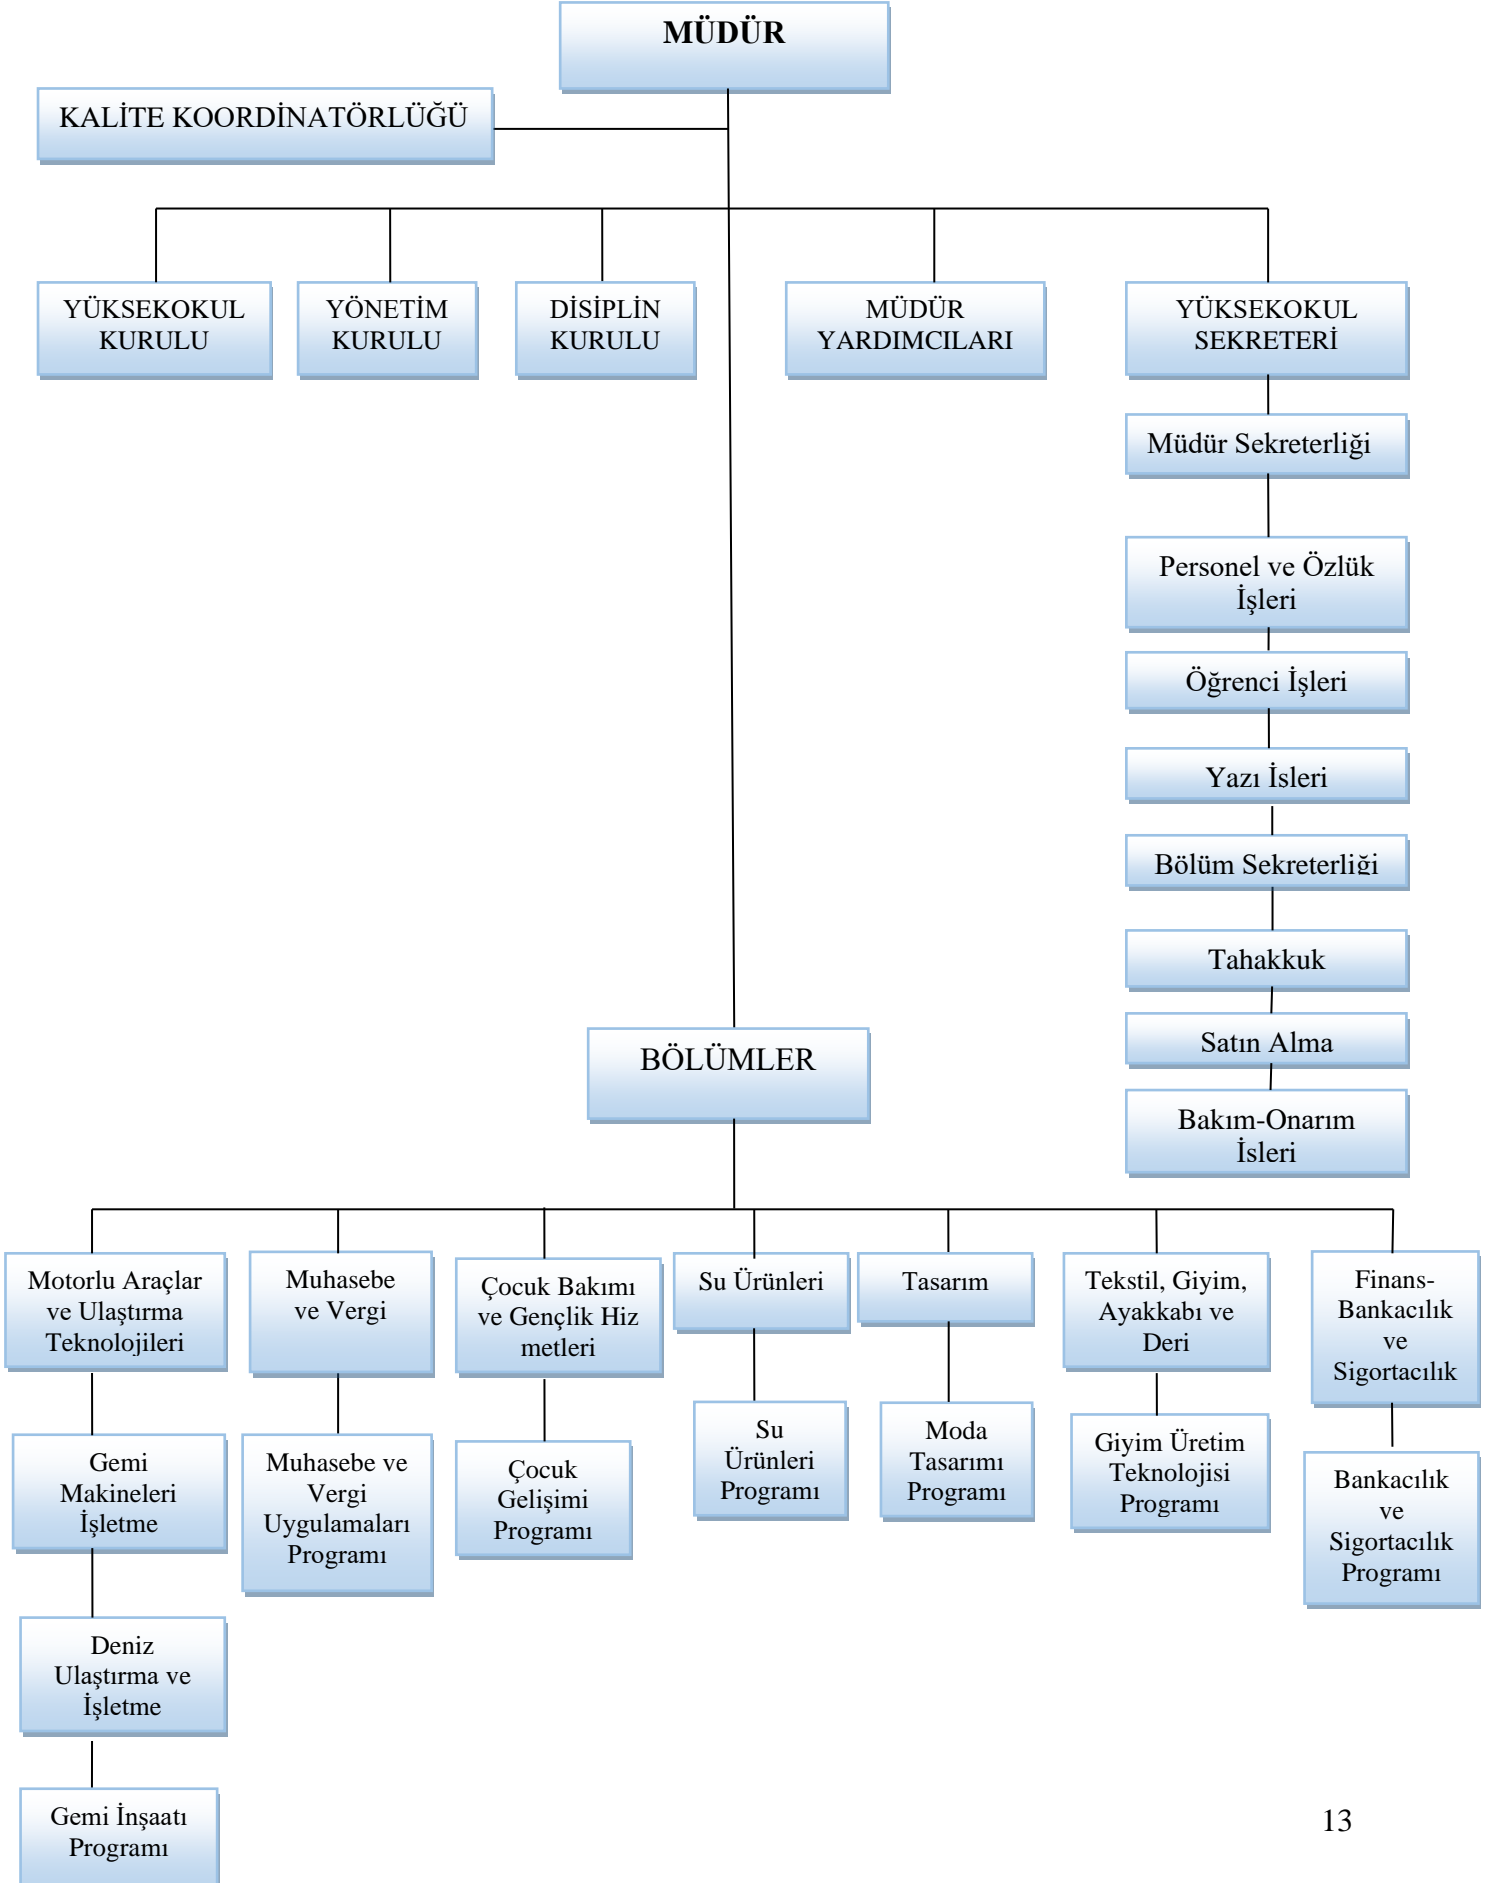 MÜDÜR
KALİTE KOORDİNATÖRLÜĞÜ
YÜKSEKOKUL
KURULU
YÖNETİM
KURULU
DİSİPLİN
KURULU
MÜDÜR
YARDIMCILARI
YÜKSEKOKUL
SEKRETERİ
Müdür Sekreterliği
Personel ve Özlük
İşleri
Öğrenci İşleri
Yazı İsleri
Bölüm Sekreterliği
Tahakkuk
Satın Alma
Bakım-Onarım
İsleri
BÖLÜMLER
Motorlu Araçlar
ve Ulaştırma
Teknolojileri
Muhasebe
ve Vergi
Çocuk Bakımı
ve Gençlik Hiz
metleri
Su Ürünleri
Tasarım
Tekstil, Giyim,
Ayakkabı ve
Deri
Finans-
Bankacılık
ve
Sigortacılık
Gemi
Makineleri
İşletme
Muhasebe ve
Vergi
Uygulamaları
Programı
Çocuk
Gelişimi
Programı
Su
Ürünleri
Programı
Moda
Tasarımı
Programı
Giyim Üretim
Teknolojisi
Programı
Bankacılık
ve
Sigortacılık
Programı
Deniz
Ulaştırma ve
İşletme
Gemi İnşaatı
Programı
13